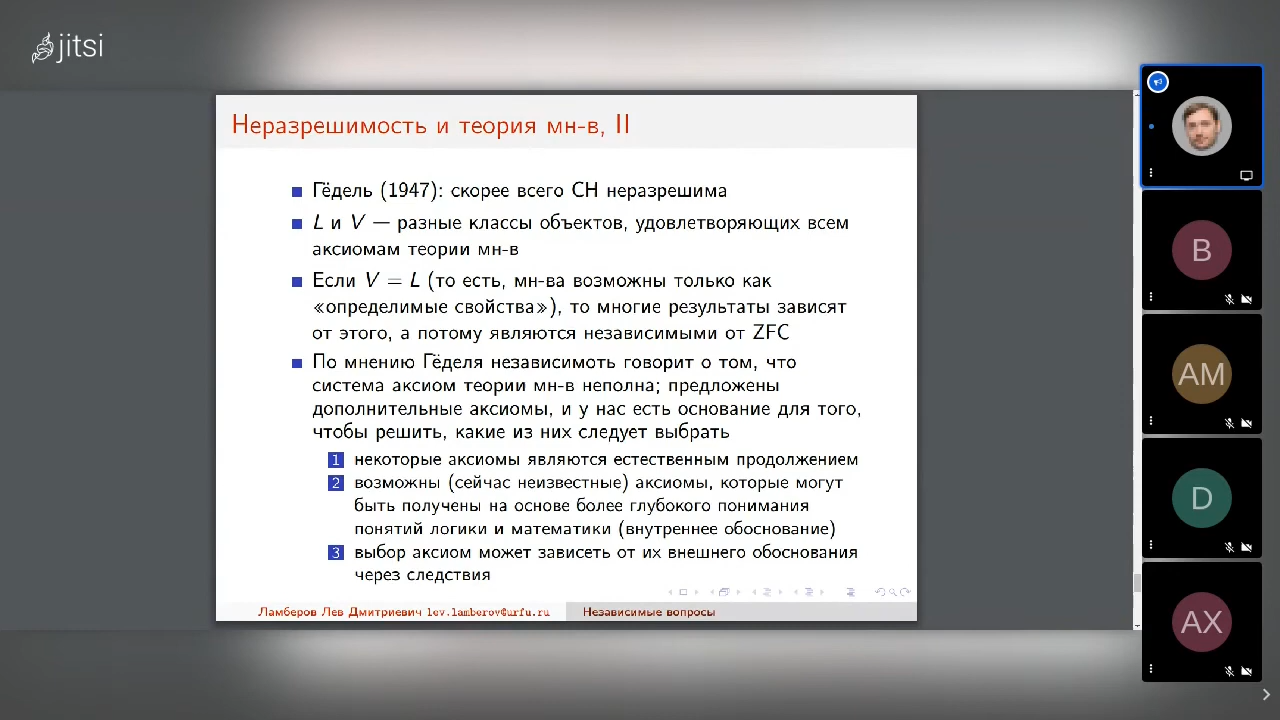 jitsi
Неразрешимость и теория мн-в, II
Гёдель (1947): скорее всего CH неразрешима
L и V — разные классы объектов, удовлетворяющих всем
аксиомам теории мн-в
Если V = L (то есть, мн-ва возможны только как
«определимые свойства»), то многие результаты зависят
от этого, а потому являются независимыми от ZFC
По мнению Гёделя независимоть говорит о том, что
система аксиом теории мн-в неполна; предложены
дополнительные аксиомы, и у нас есть основание для того,
чтобы решить, какие из них следует выбрать
1 некоторые аксиомы являются естественным продолжением
2 возможны (сейчас неизвестные) аксиомы, которые могут
быть получены на основе более глубокого понимания
понятий логики и математики (внутреннее обоснование)
3 выбор аксиом может зависеть от их внешнего обоснования
через следствия
Ламберов Лев Дмитриевич lev.lamberov@urfu.ru
Независимые вопросы
B
AM
D
AX